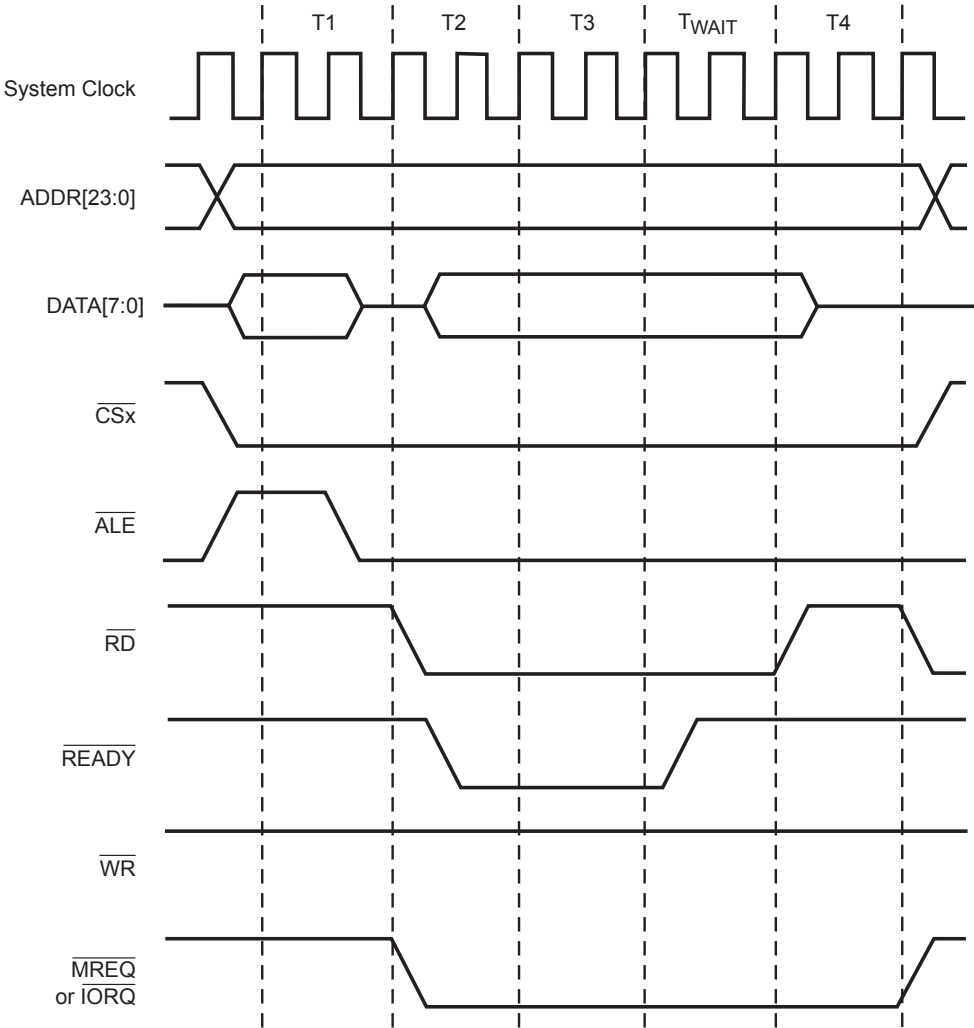 T1 T2 T3 TWAIT T4
System Clock
ADDR[23:0]
DATA[7:0]
CSx
ALE
RD
READY
WR
MREQ
or IORQ